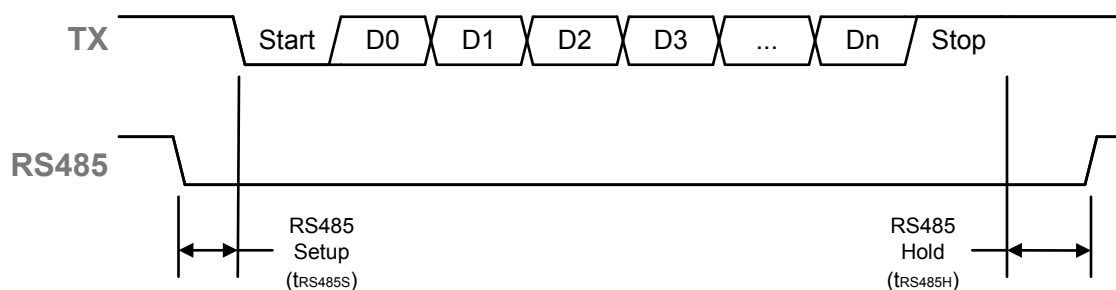 TX
Start D0 D1 D2 D3 ... Dn Stop
RS485
RS485
Setup
(tRS485S)
RS485
Hold
(tRS485H)